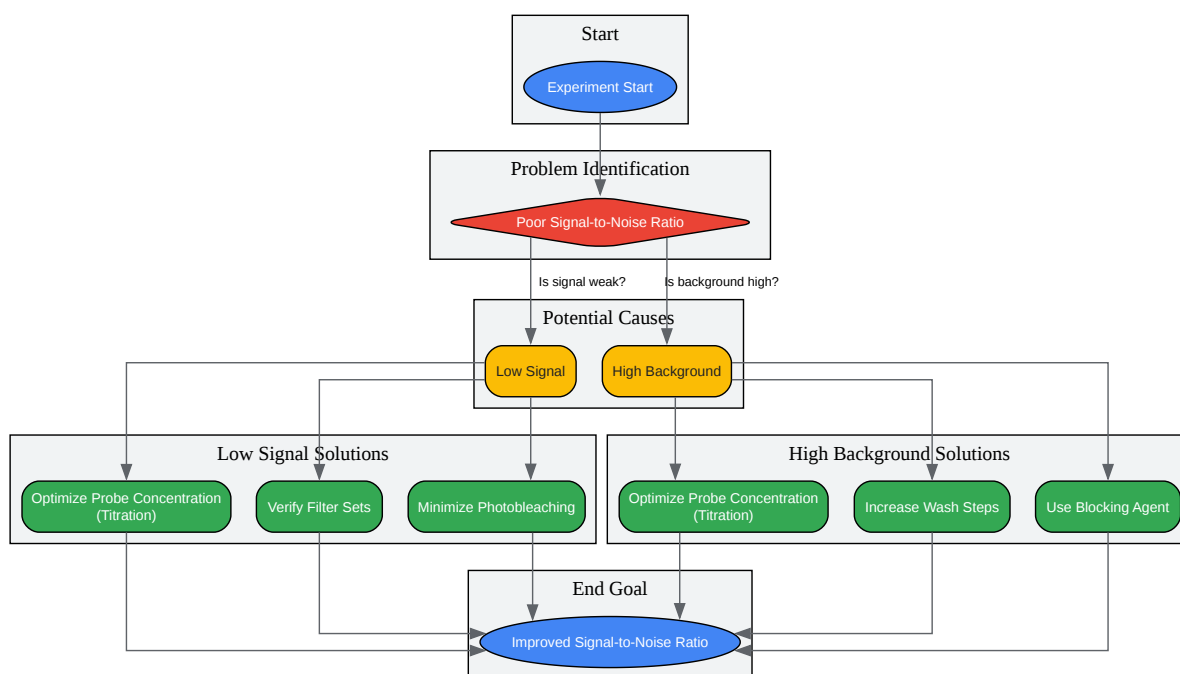 Start
Experiment Start
Problem Identification
Poor Signal-to-Noise Ratio
Is signal weak?
Is background high?
Potential Causes
Low Signal
High Background
Low Signal Solutions
High Background Solutions
Optimize Probe Concentration
(Titration)
Verify Filter Sets
Minimize Photobleaching
Optimize Probe Concentration
(Titration)
Increase Wash Steps
Use Blocking Agent
End Goal
Improved Signal-to-Noise Ratio